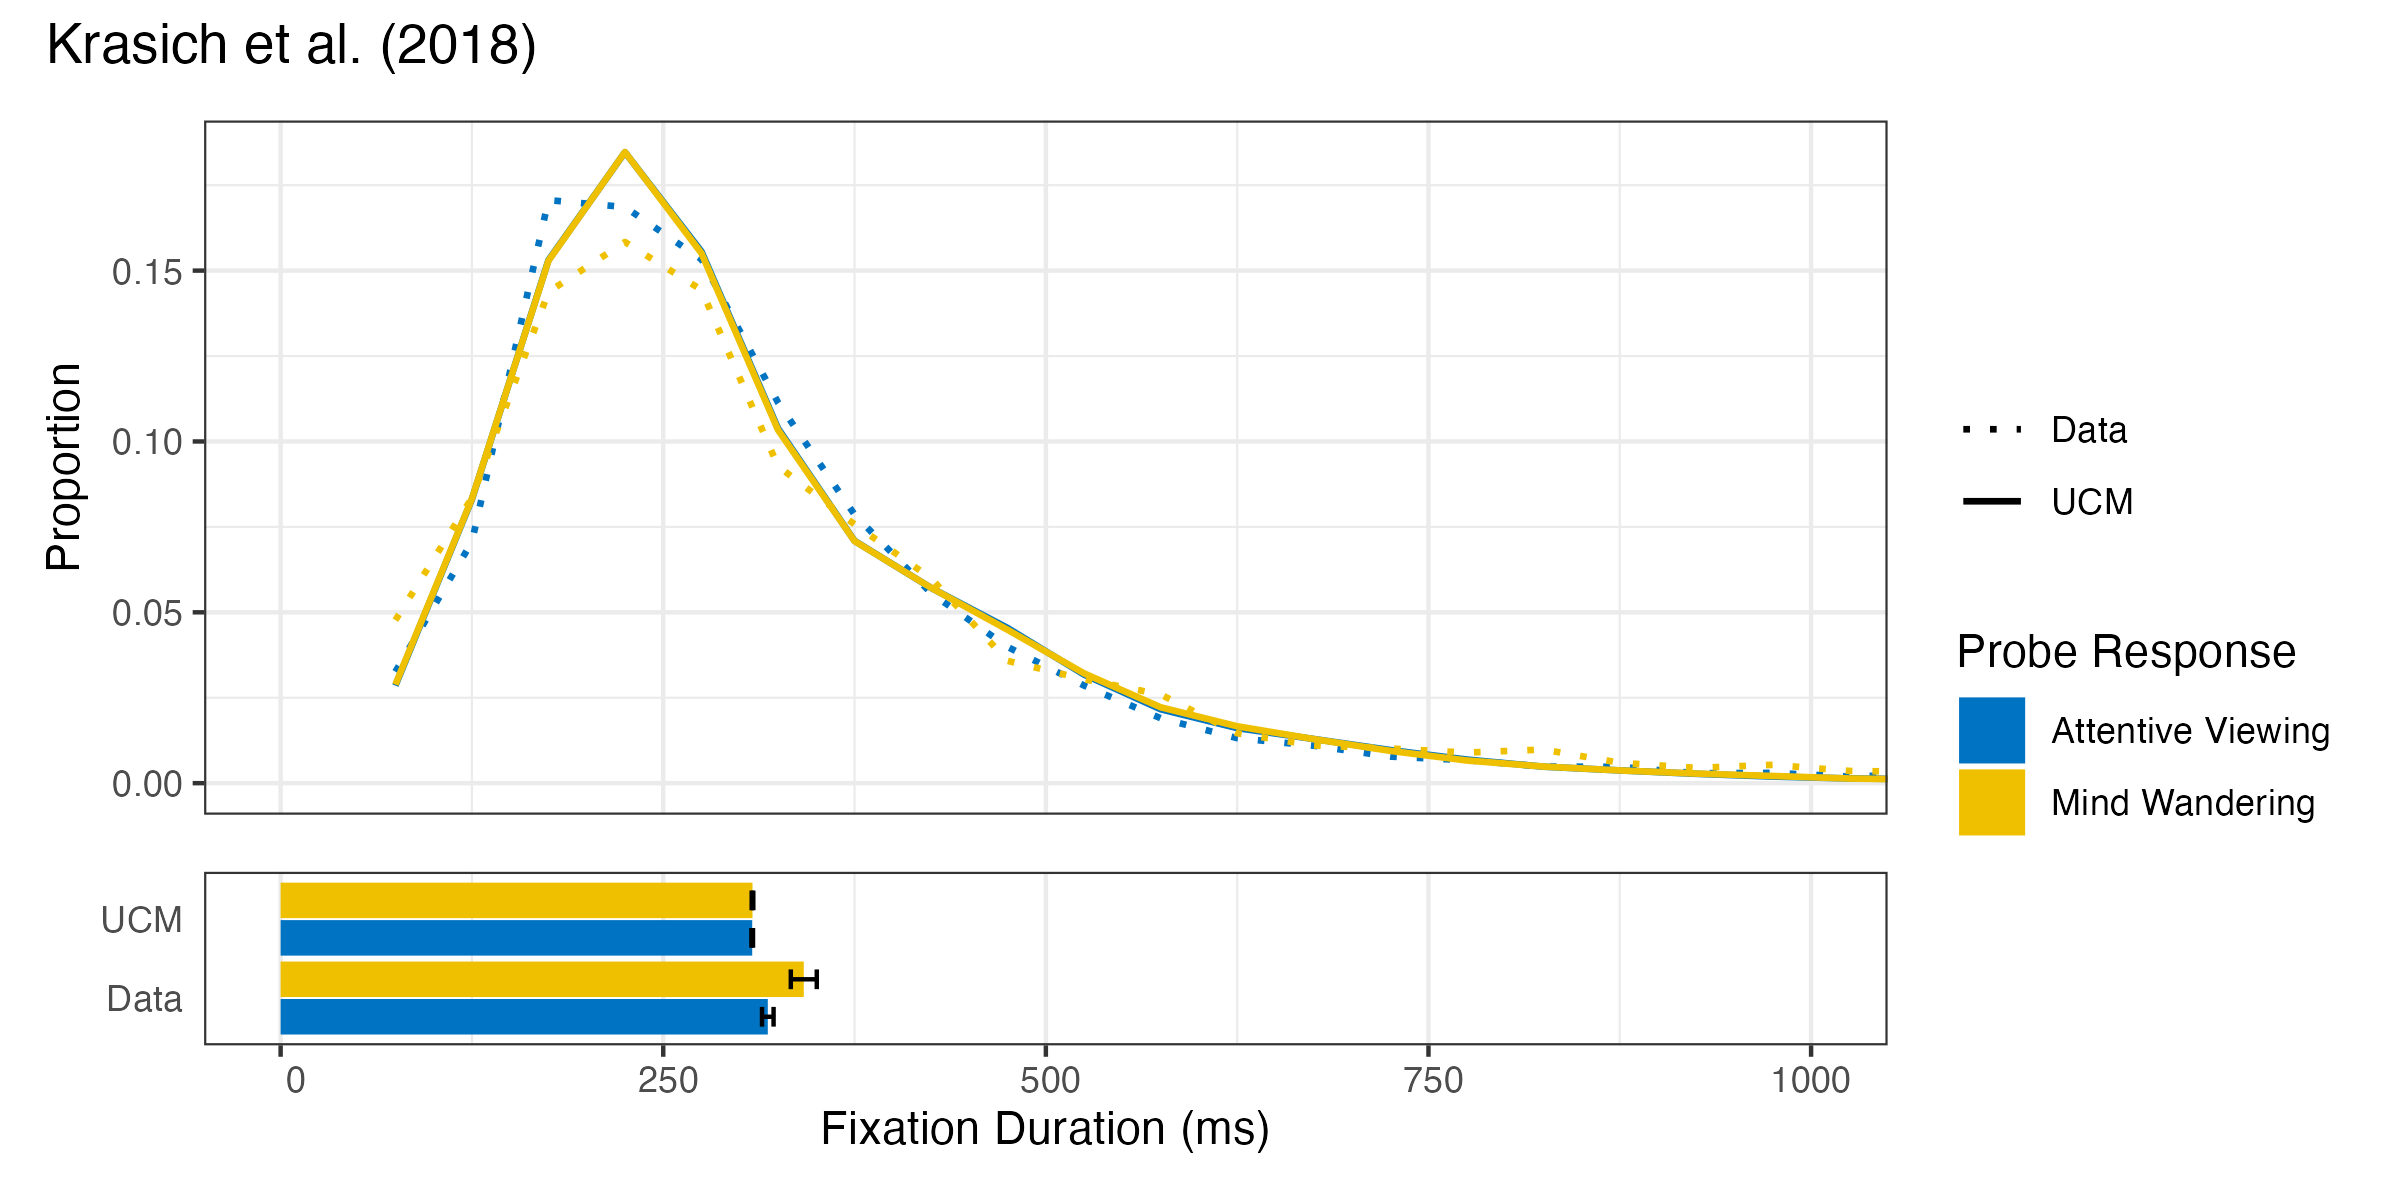 Krasich et al. (2018)
Proportion
0.15
0.10
0.05
0.00
Data
UCM
Probe Response
Attentive Viewing
Mind Wandering
UCM
Data
0 250 500 750 1000
Fixation Duration (ms)